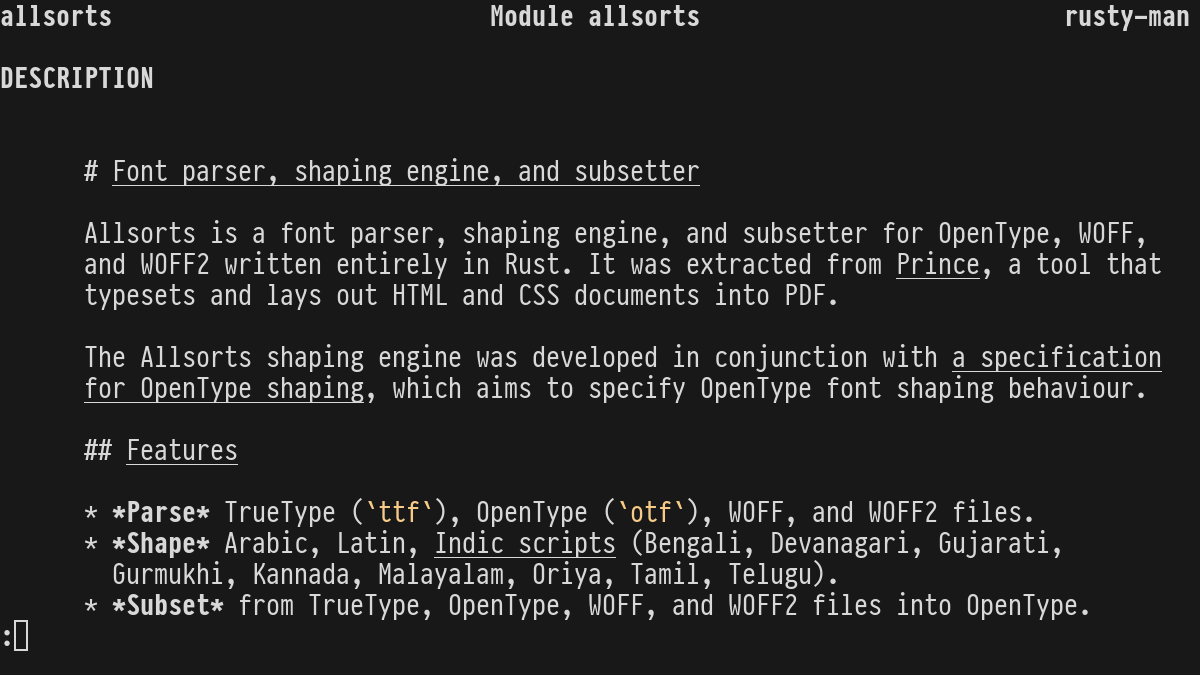 allsorts Module allsorts rusty-man
DESCRIPTION
# Font parser, shaping engine, and subsetter
Allsorts is a font parser, shaping engine, and subsetter for OpenType, WOFF,
and WOFF2 written entirely in Rust. It was extracted from Prince, a tool that
typesets and lays out HTML and CSS documents into PDF.
The Allsorts shaping engine was developed in conjunction with a specification
for OpenType shaping, which aims to specify OpenType font shaping behaviour.
## Features
* *Parse* TrueType (`ttf`), OpenType (`otf`), WOFF, and WOFF2 files.
* *Shape* Arabic, Latin, Indic scripts (Bengali, Devanagari, Gujarati,
Gurmukhi, Kannada, Malayalam, Oriya, Tamil, Telugu).
* *Subset* from TrueType, OpenType, WOFF, and WOFF2 files into OpenType.
: